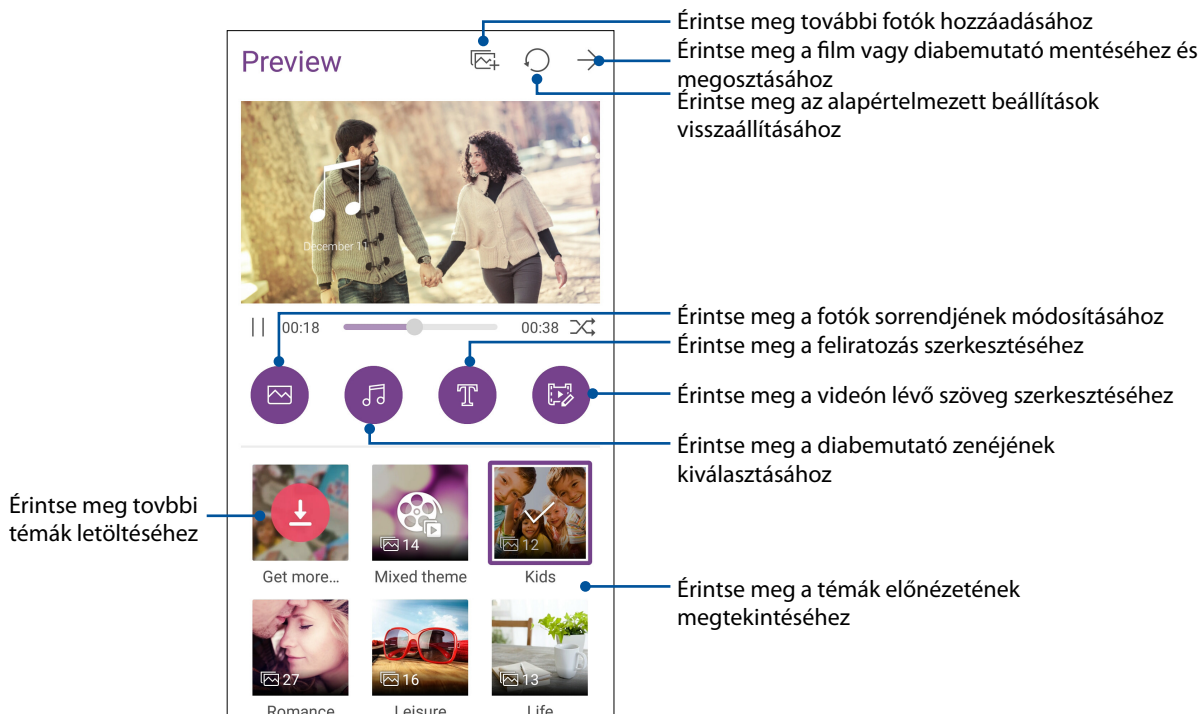 Érintse meg további fotók hozzáadásához
Érintse meg a film vagy diabemutató mentéséhez és
megosztásához
Érintse meg az alapértelmezett beállítások
visszaállításához
Preview
December 11
00:18
00:38
Érintse meg a fotók sorrendjének módosításához
Érintse meg a feliratozás szerkesztéséhez
Érintse meg a videón lévő szöveg szerkesztéséhez
Érintse meg a diabemutató zenéjének
kiválasztásához
Érintse meg tovbbi
témák letöltéséhez
14
12
Get more...
Mixed theme
Kids
Érintse meg a témák előnézetének
megtekintéséhez
27
16
13
Romance
Leisure
Life